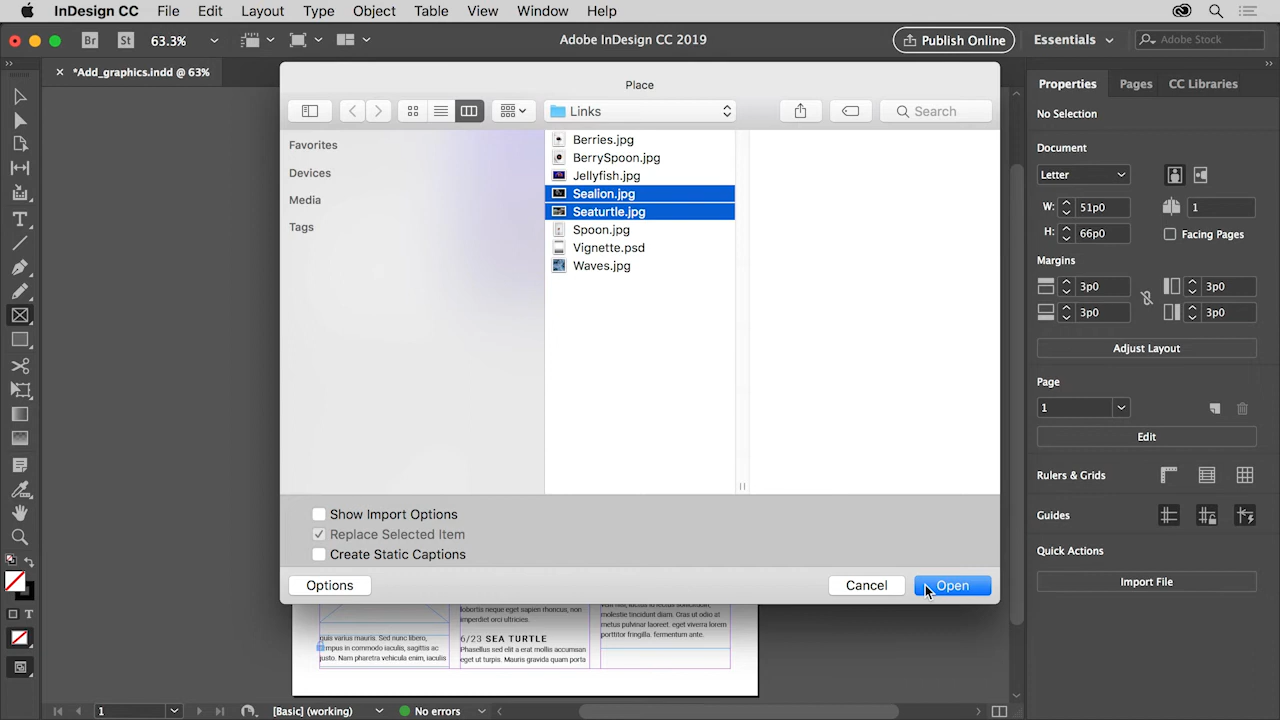 InDesign CC File Edit Layout Type Object Table View Window Help
Br St 63.3% Adobe InDesign CC 2019 Publish Online Essentials Adobe Stock
*Add_graphics.indd @ 63%
Place
Links
Search
Favorites
Devices
Media
Tags
Berries.jpg
BerrySpoon.jpg
Jellyfish.jpg
Sealion.jpg
Seaturtle.jpg
Spoon.jpg
Vignette.psd
Waves.jpg
Show Import Options
Replace Selected Item
Create Static Captions
Options Cancel Open
Properties Pages CC Libraries
No Selection
Document
Letter
W: 51p0 1
H: 66p0 Facing Pages
Margins
3p0 3p0
3p0 3p0
Adjust Layout
Page
1
Edit
Rulers & Grids
Guides
Quick Actions
Import File
quis varius mauris. Sed nunc libero,
tempus in commodo iaculis, sagittis ac
justo. Nam pharetra vehicula enim, iaculis
lobortis neque eget sapien rhoncus, non
imperdiet orci ultricies.
6/23 SEA TURTLE
Phasellus sed elit a mollis accumsan
eget ut turpis. Mauris gravida quam porta
molestie tincidunt diam. Cras ut odio at
luctus pulvinar, molestie eget viverra lorem
porttitor fringilla. fermentum ante.
T
1 [Basic] (working) No errors